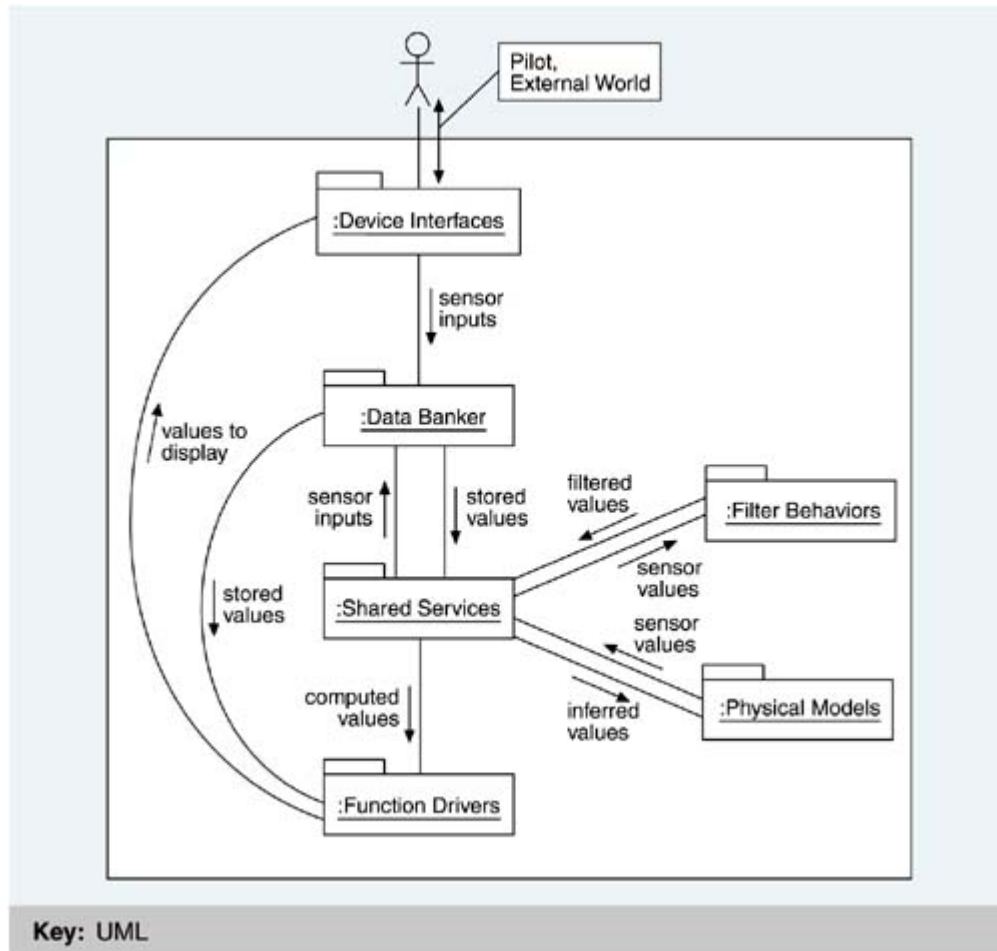 Pilot,
External World
:Device Interfaces
sensor
inputs
:Data Banker
values to
display
sensor
inputs
stored
values
filtered
values
:Filter Behaviors
sensor
values
stored
values
:Shared Services
sensor
values
computed
values
inferred
values
:Physical Models
:Function Drivers
Key: UML